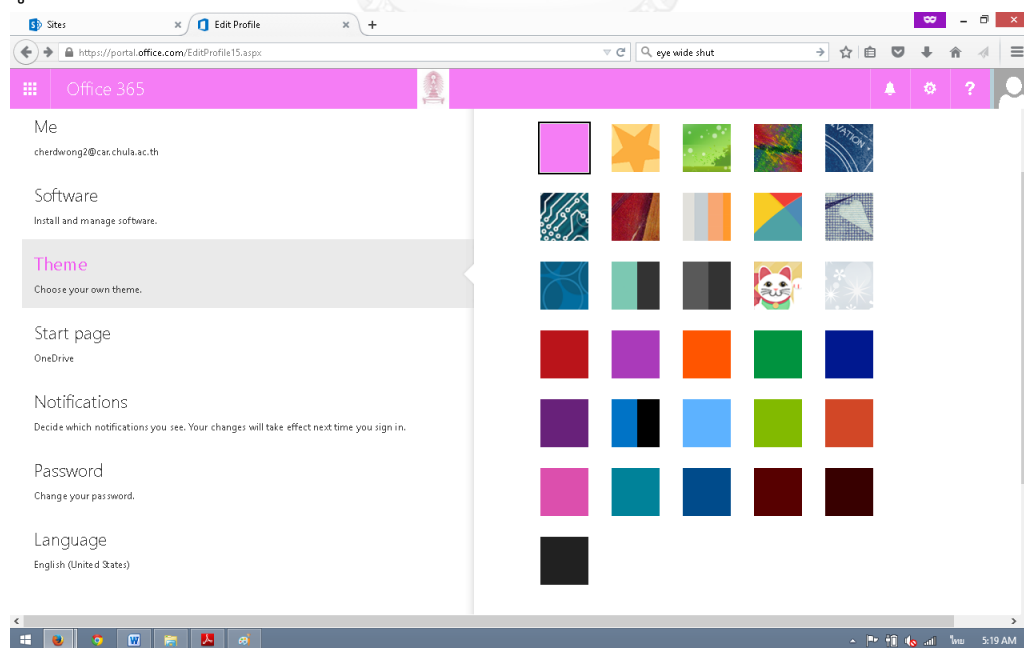 Sites
Edit Profile
https://portal.office.com/EditProfile15.aspx
eye wide shut
Office 365
Me
cherdwong2@car.chula.ac.th
Software
Install and manage software.
Theme
Choose your own theme.
Start page
OneDrive
Notifications
Decide which notifications you see. Your changes will take effect next time you sign in.
Password
Change your password.
Language
English (United States)
VATION
ไทย
5:19 AM